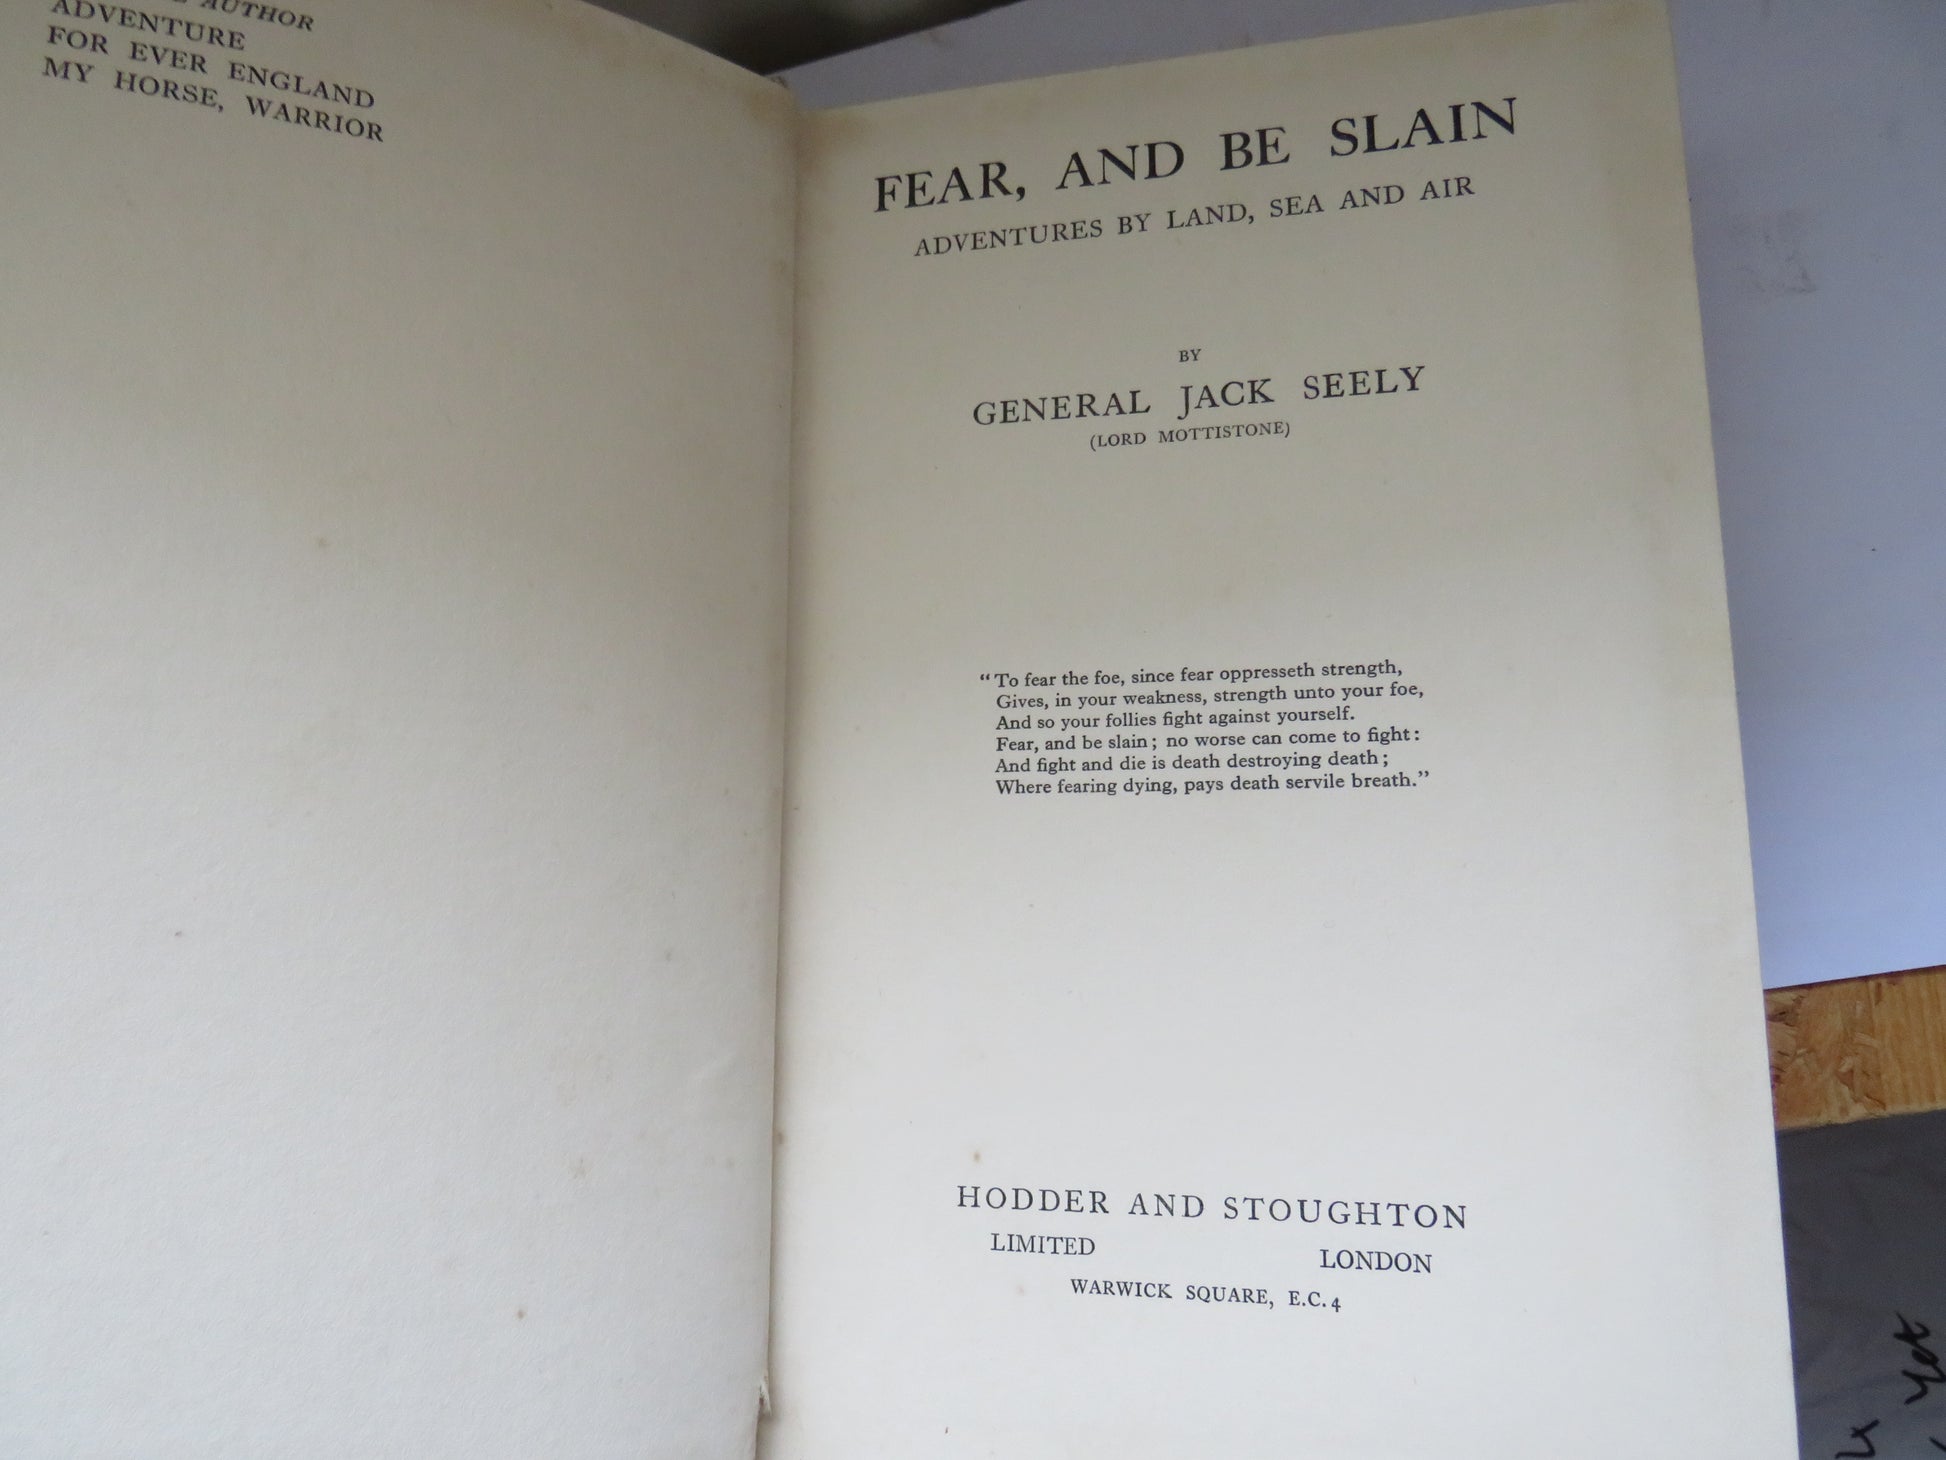 AUTHOR
ADVENTURE
FOR EVER ENGLAND
MY HORSE, WARRIOR
FEAR, AND BE SLAIN
ADVENTURES BY LAND, SEA AND AIR
BY
GENERAL JACK SEELY
(LORD MOTTISTONE)
"To fear the foe, since fear oppresseth strength,
Gives, in your weakness, strength unto your foe,
And so your follies fight against yourself.
Fear, and be slain; no worse can come to fight:
And fight and die is death destroying death;
Where fearing dying, pays death servile breath."
HODDER AND STOUGHTON
LIMITED LONDON
WARWICK SQUARE, E.C.4
Yet